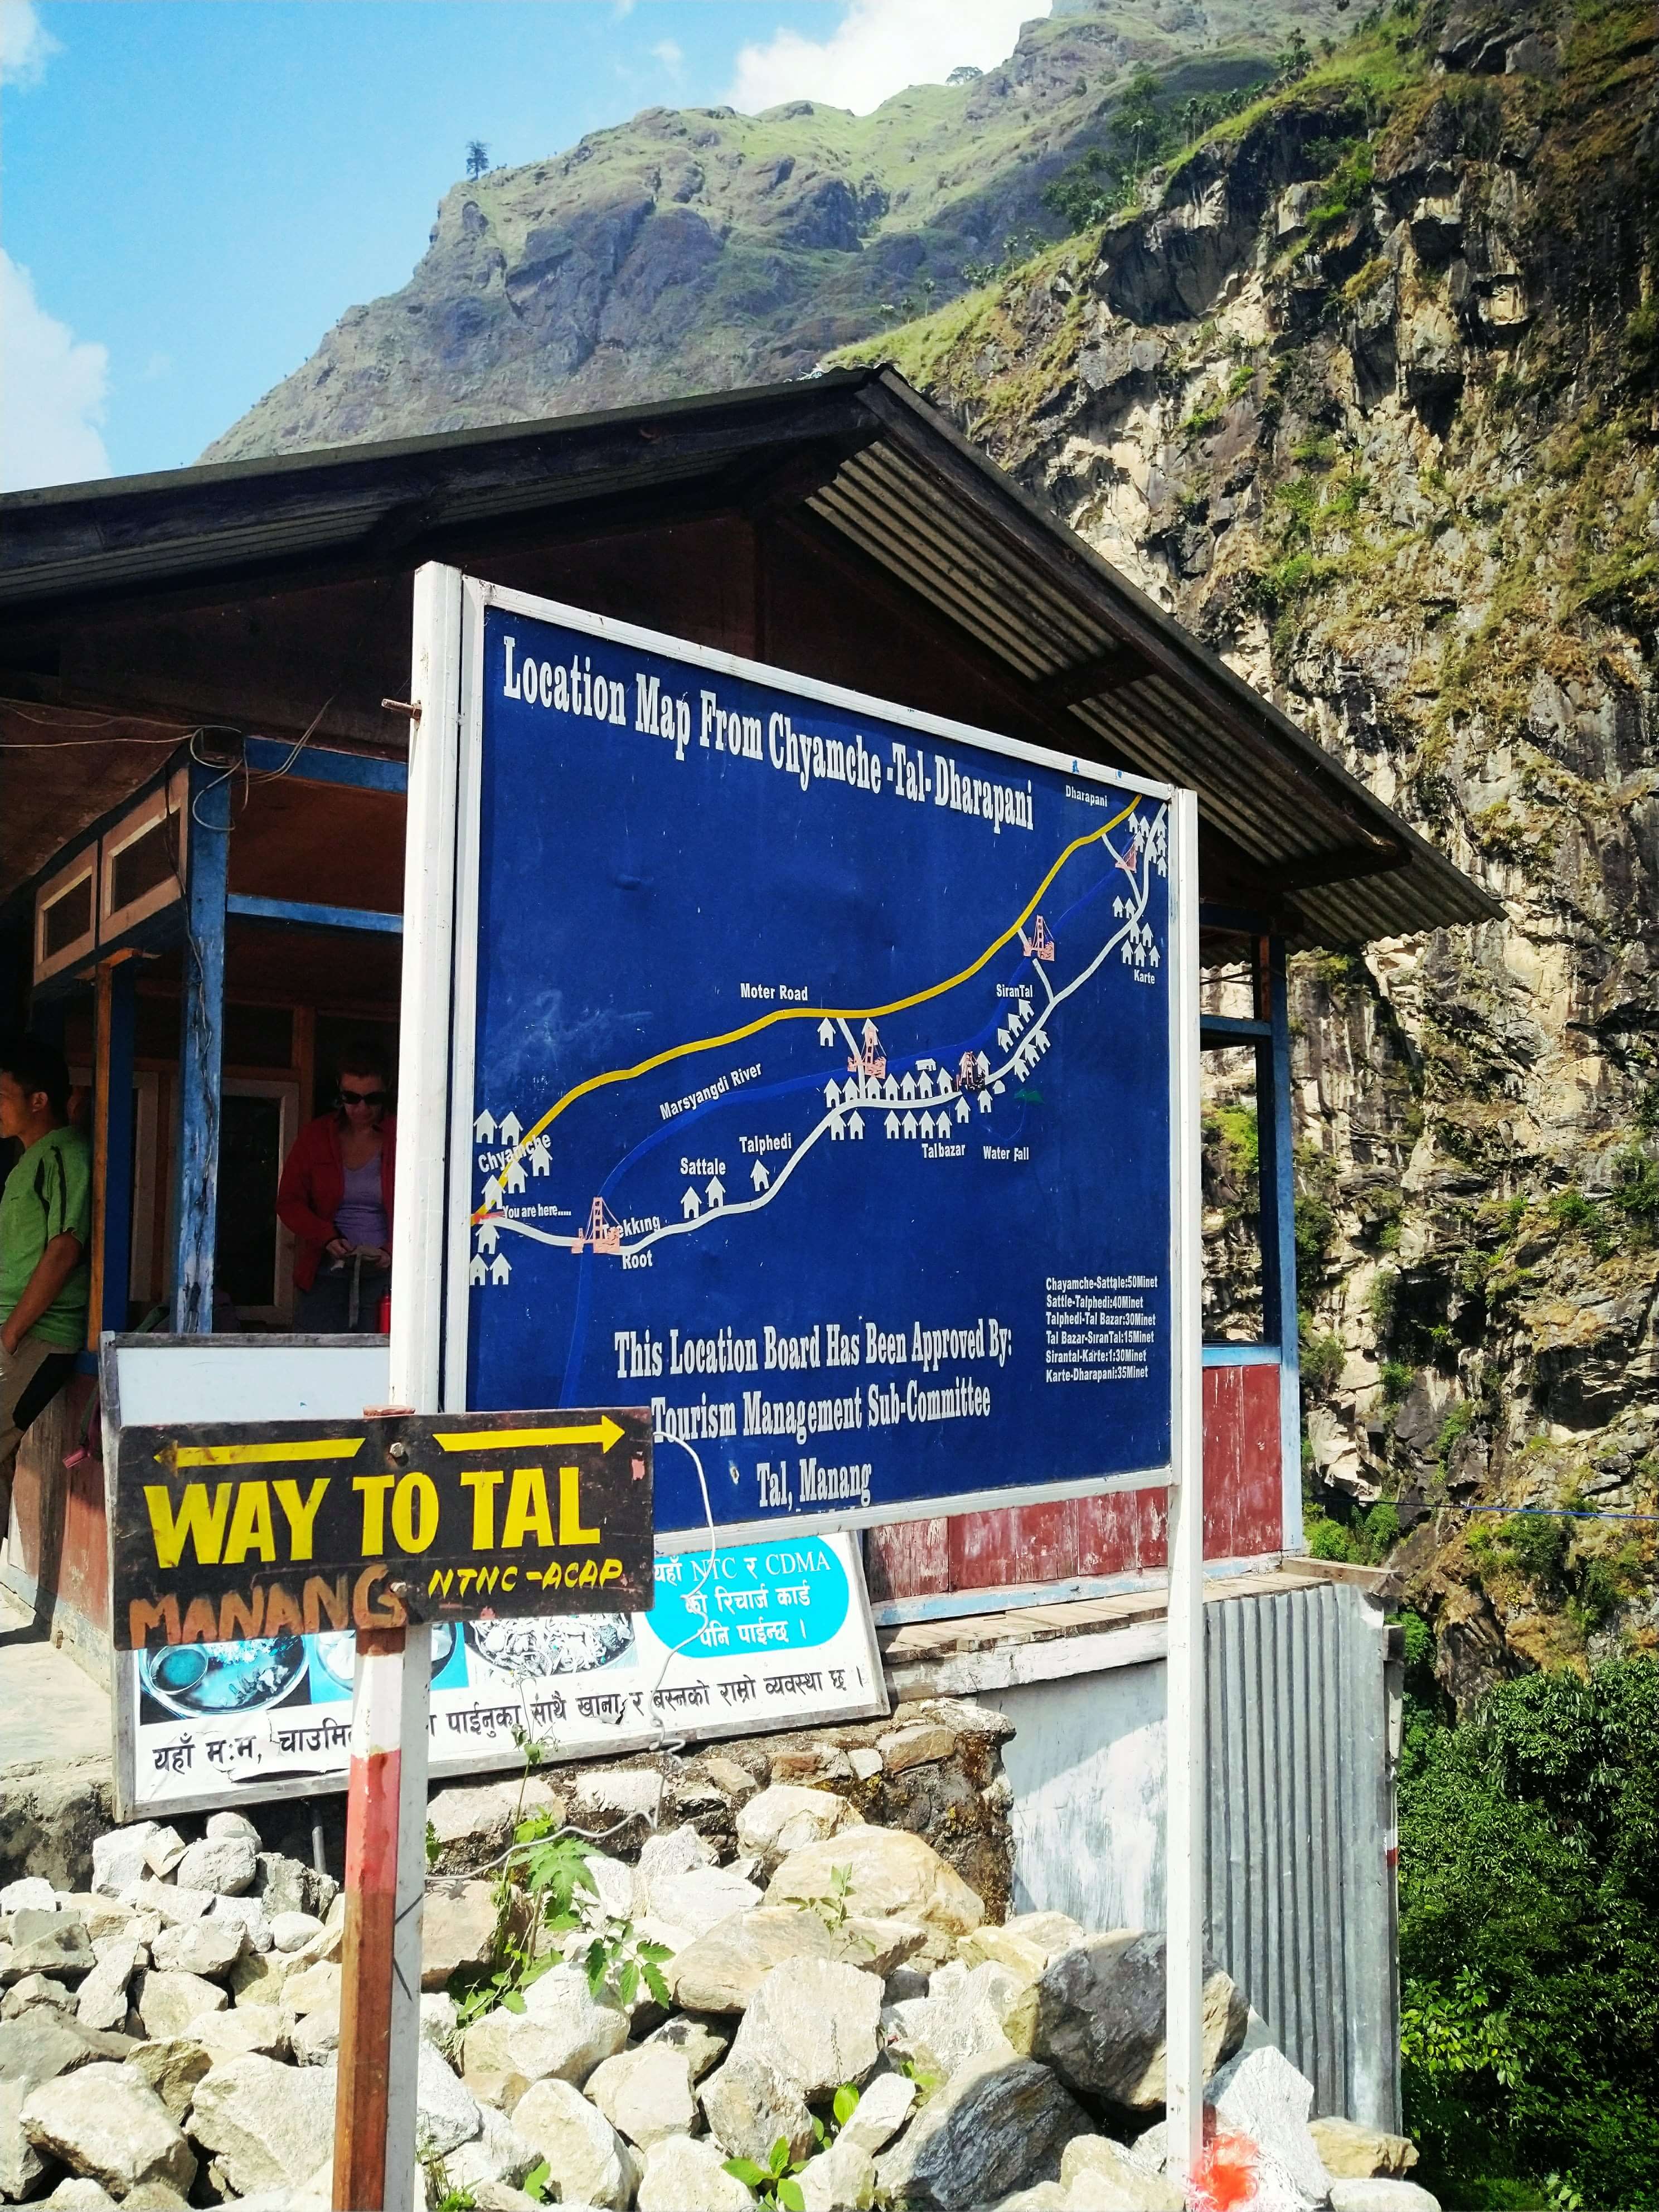 Location Map From Chyamche-Tal-Dharapani
Dharapani
Karte
SiranTal
Moter Road
Marsyangdi River
Chyamche
Talphedi
Talbazar
Water Fall
Sattale
You are here.....
Trekking
Root
Chayamche-Sattale:50Minet
Sattle-Talphedi:40Minet
Talphedi-Tal Bazar:30Minet
Tal Bazar-SiranTal:15Minet
Sirantal-Karte:1:30Minet
Karte-Dharapani:35Minet
This Location Board Has Been Approved By:
Tourism Management Sub-Committee
Tal, Manang
WAY TO TAL
MANANG NTNC-ACAP
यहाँ NTC र CDMA
को रिचार्ज कार्ड
पनि पाईन्छ ।
यहाँ म:म, पाईनुका साथै खाना र बस्नको राम्रो व्यवस्था छ ।